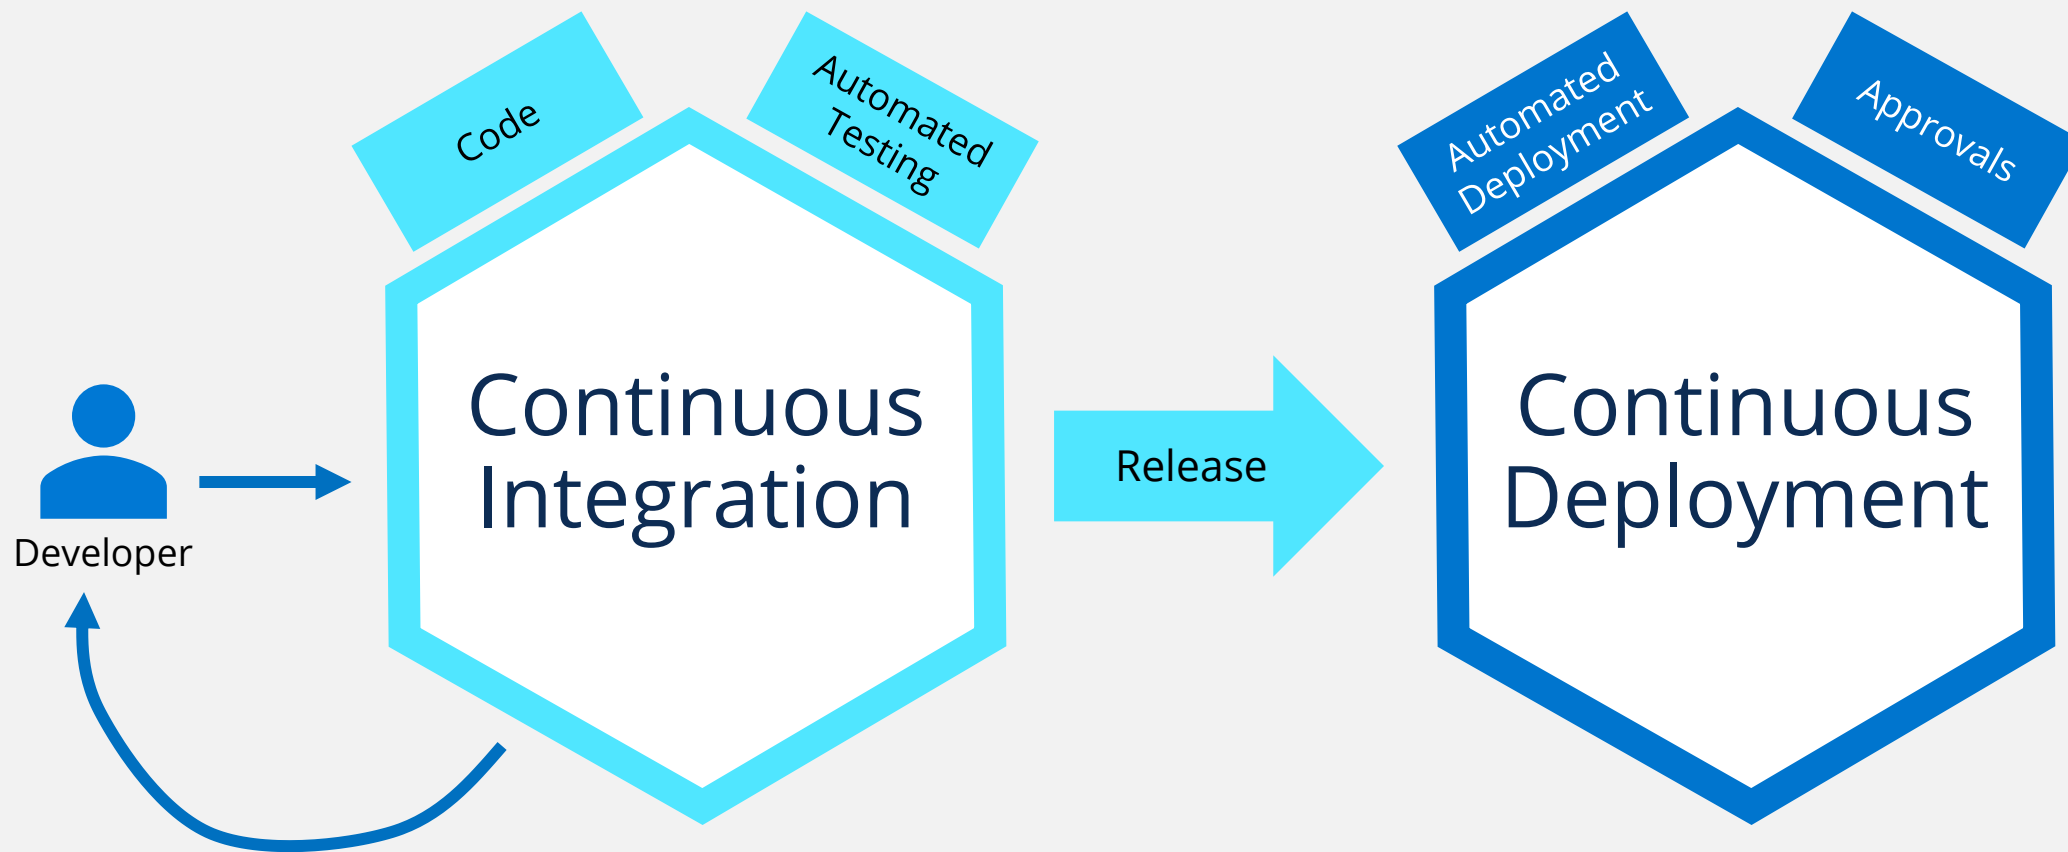 Code
Automated
Testing
Automated
Deployment
Approvals
Continuous
Integration
Release
Continuous
Deployment
Developer